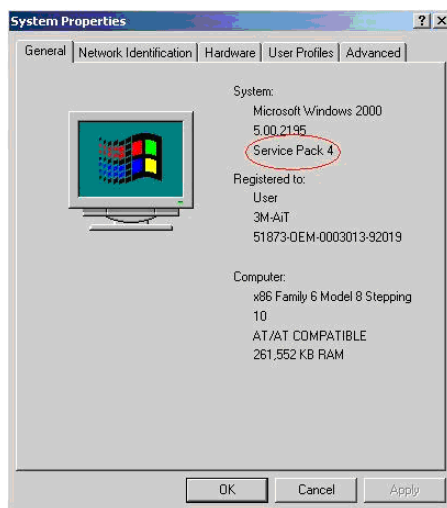 System Properties
General
Network Identification
Hardware
User Profiles
Advanced
System:
Microsoft Windows 2000
5.00.2195
Service Pack 4
Registered to:
User
3M-AiT
51873-OEM-0003013-92019
Computer:
x86 Family 6 Model 8 Stepping
10
AT/AT COMPATIBLE
261,552 KB RAM
OK
Cancel
Apply